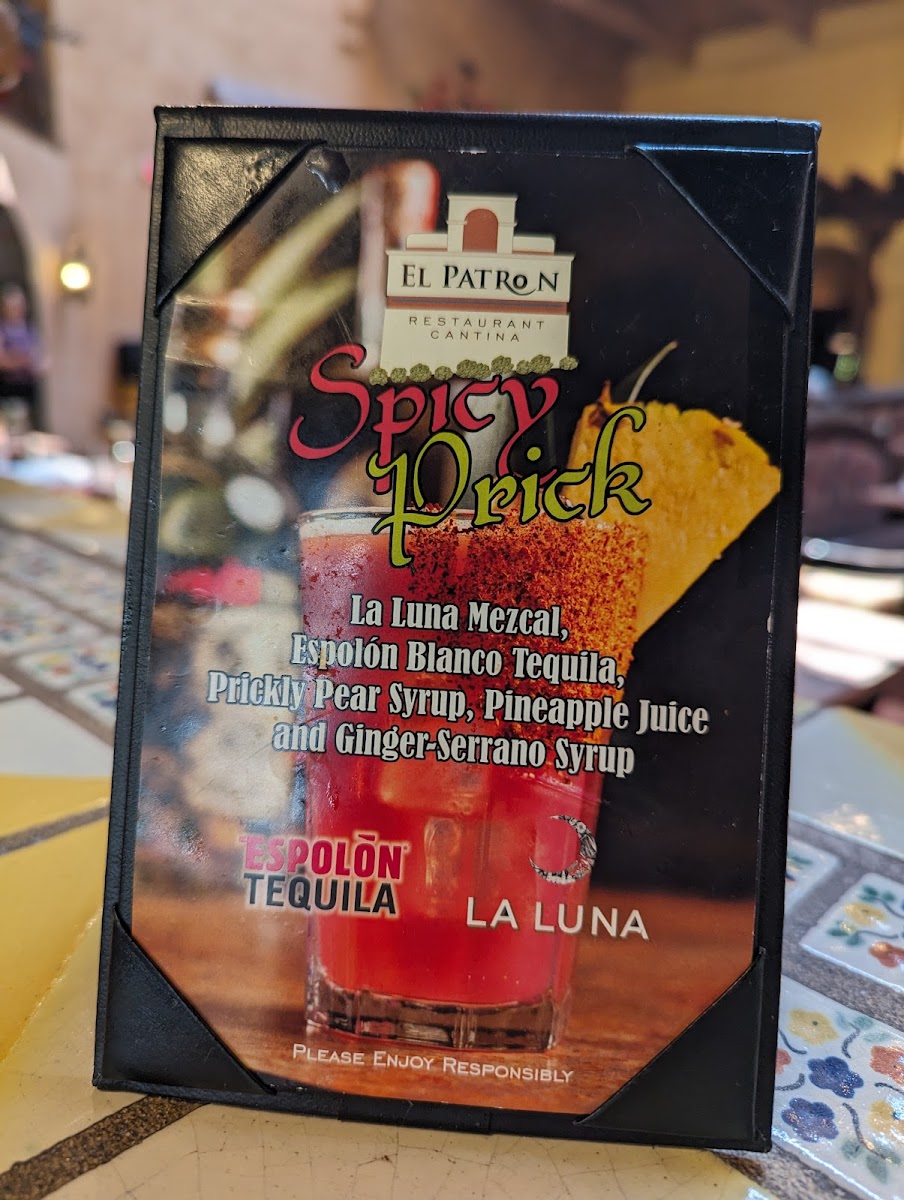 EL PATRON
RESTAURANT
CANTINA
Spicy
Prick
La Luna Mezcal,
Espolón Blanco Tequila,
Prickly Pear Syrup, Pineapple Juice
and Ginger-Serrano Syrup
ESPOLÒN
TEQUILA
LA LUNA
PLEASE ENJOY RESPONSIBLY